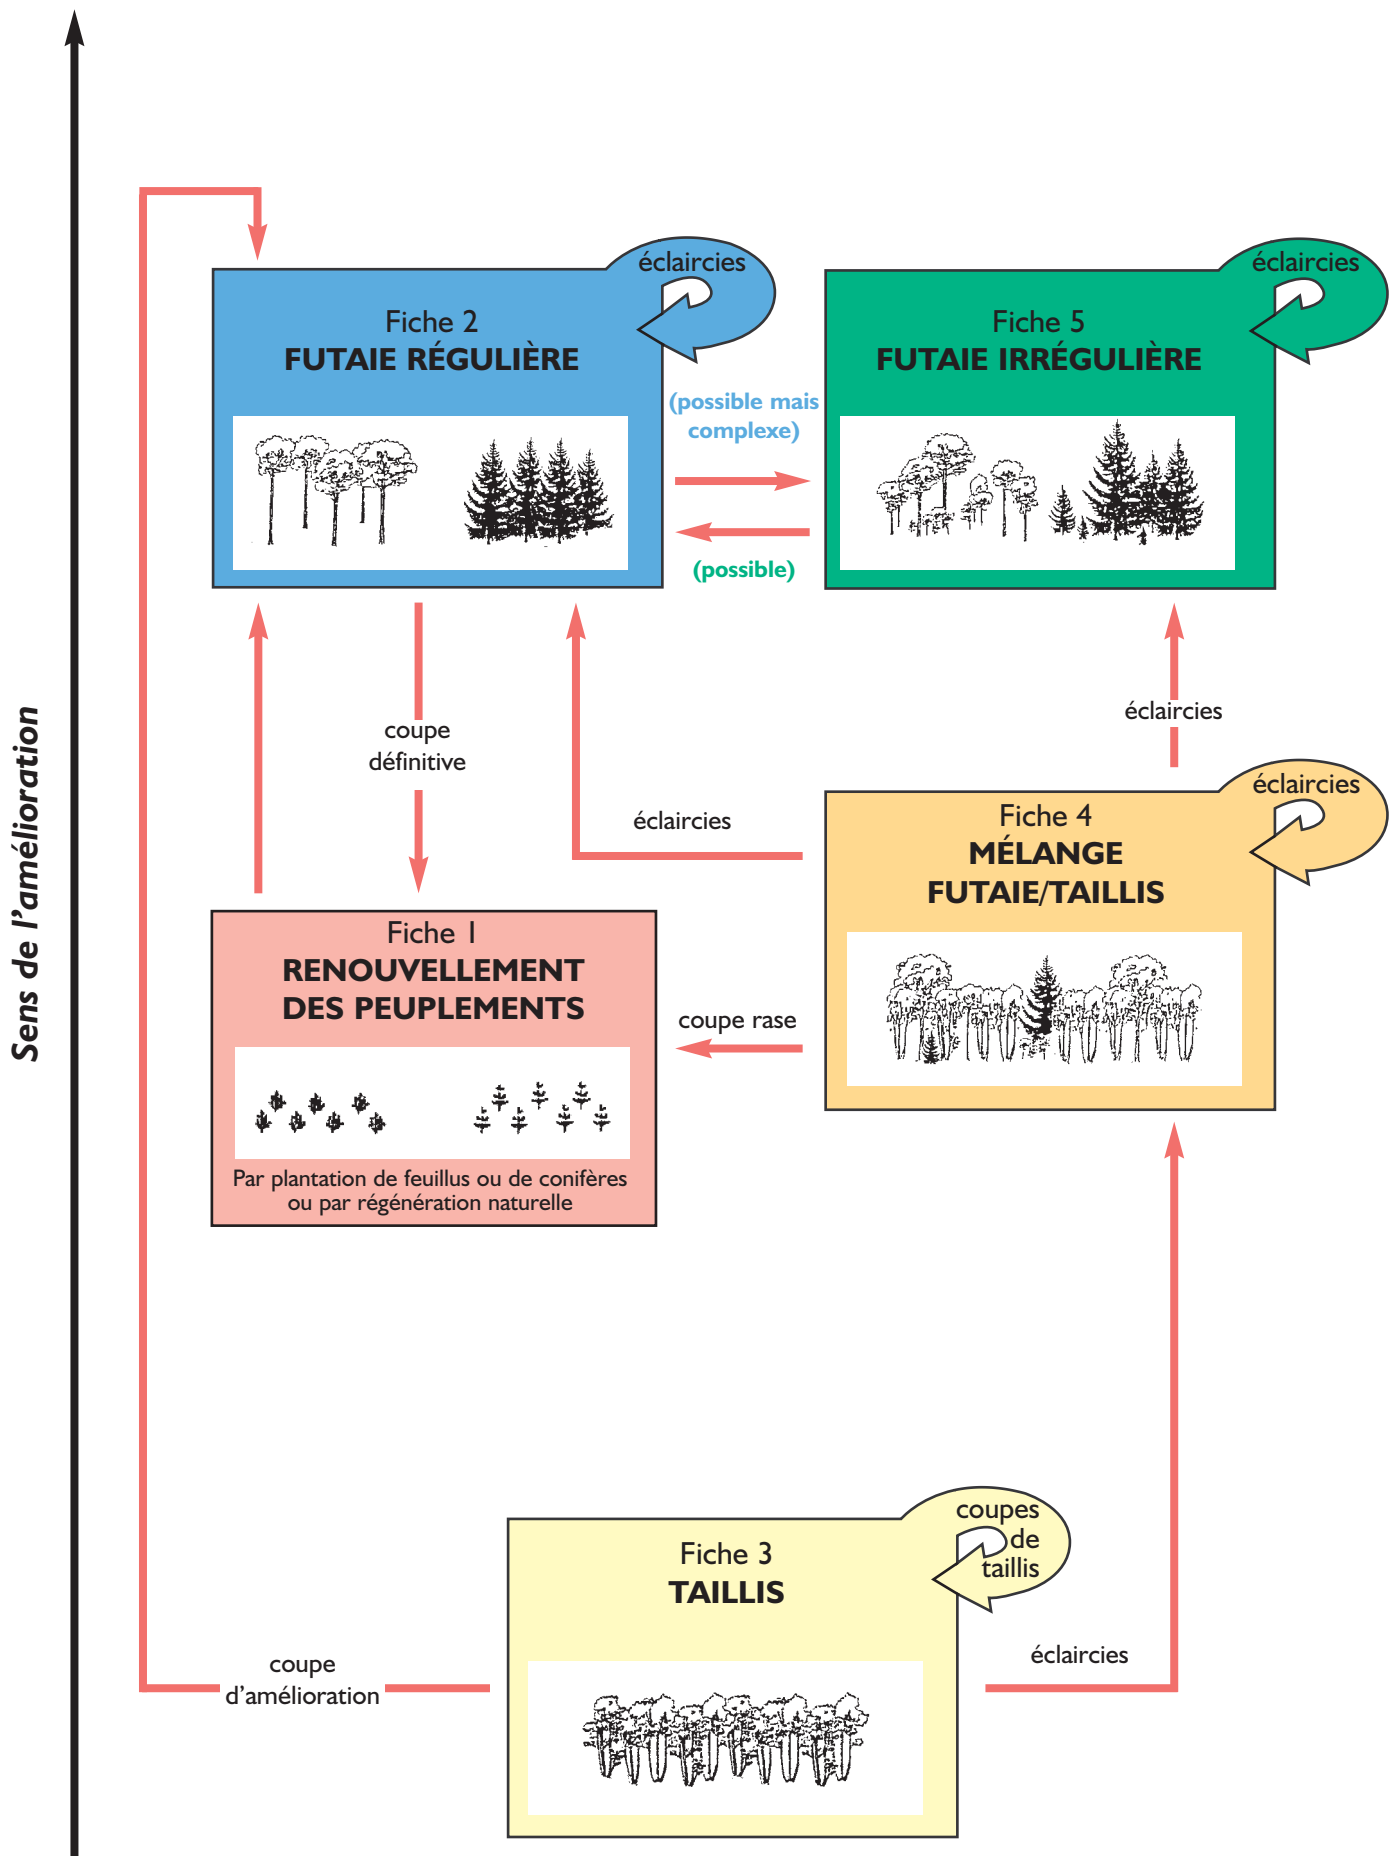 Sens de l'amélioration
éclaircies
Fiche 2
FUTAIE RÉGULIÈRE
éclaircies
Fiche 5
FUTAIE IRRÉGULIÈRE
(possible mais
complexe)
(possible)
coupe
définitive
éclaircies
éclaircies
éclaircies
Fiche 4
MÉLANGE
FUTAIE/TAILLIS
Fiche 1
RENOUVELLEMENT
DES PEUPLEMENTS
Par plantation de feuillus ou de conifères
ou par régénération naturelle
coupe rase
coupes
de
taillis
Fiche 3
TAILLIS
coupe
d'amélioration
éclaircies